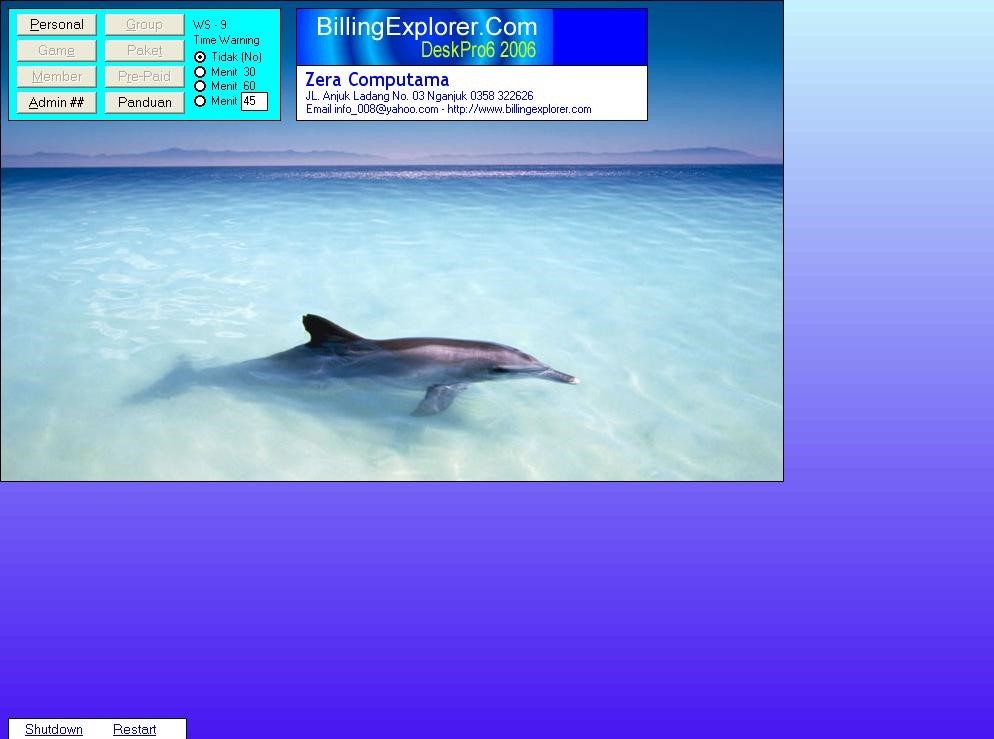 Personal
Group
Game
Paket
Member
Pre-Paid
Admin ##
Panduan
WS - 9
Time Warning
Tidak (No)
Menit 30
Menit 60
Menit 45
BillingExplorer.Com
DeskPro6 2006
Zera Computama
JL. Anjuk Ladang No. 03 Nganjuk 0358 322626
Email info_008@yahoo.com - http://www.billingexplorer.com
Shutdown
Restart